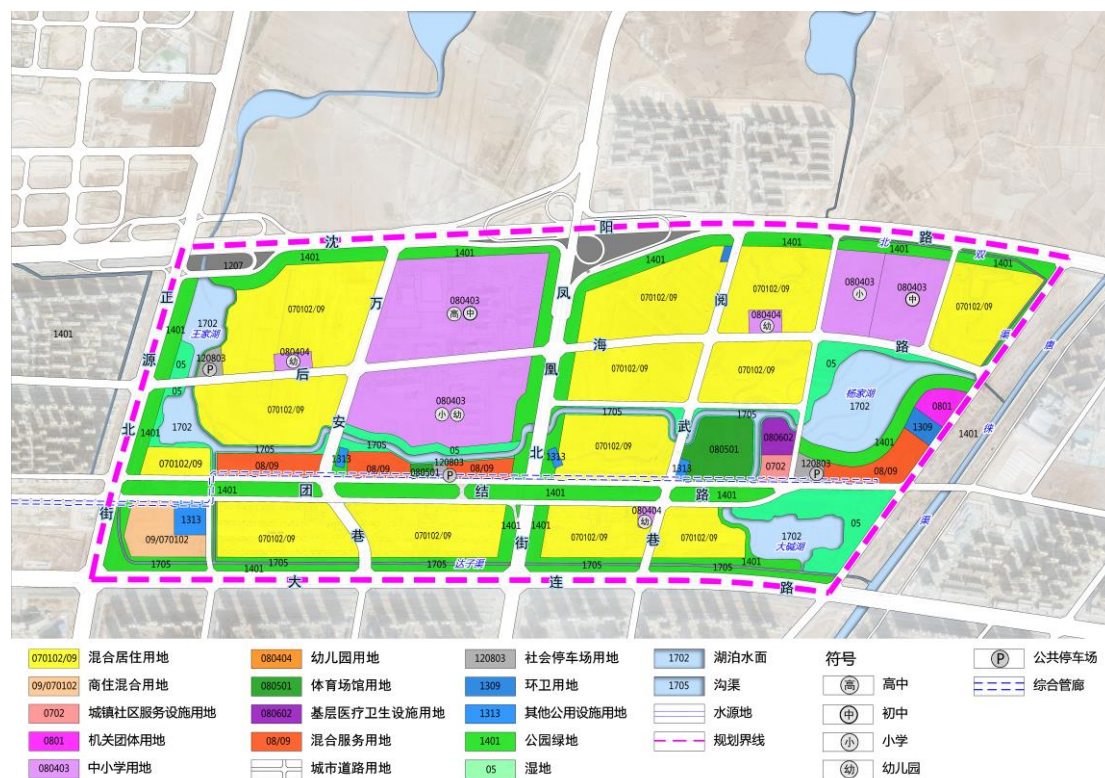 沈阳路
北双渠
1401
1401
1401
1401
1401
1401
1207
正源北街
万安巷
凤凰北街
阅武巷
唐徕渠
070102/09
080403
高 中
070102/09
070102/09
080403
小
080403
中
070102/09
1401
1401
1702
王家湖
080404
幼
080404
幼
120803
P
05
05
后海路
070102/09
080403
小 幼
070102/09
070102/09
05
杨家湖
1702
0801
1309
1401
1401
1401
1702
1705
1705
05
1705
070102/09
1705
080501
080602
0702
08/09
070102/09
08/09
1313
08/09
080501
120803
P
08/09
1313
1313
120803
P
团结路
1401
1401
1401
1401
1313
09/070102
070102/09
070102/09
1401
1401
070102/09
080404
幼
070102/09
1702
大碱湖
05
1705
1401
1705
1705
达子渠
1705
1705
1401
大连路
070102/09 混合居住用地
09/070102 商住混合用地
0702 城镇社区服务设施用地
0801 机关团体用地
080403 中小学用地
080404 幼儿园用地
080501 体育场馆用地
080602 基层医疗卫生设施用地
08/09 混合服务用地
城市道路用地
120803 社会停车场用地
1309 环卫用地
1313 其他公用设施用地
1401 公园绿地
05 湿地
1702 湖泊水面
1705 沟渠
水源地
规划界线
符号
高 高中
中 初中
小 小学
幼 幼儿园
P 公共停车场
综合管廊